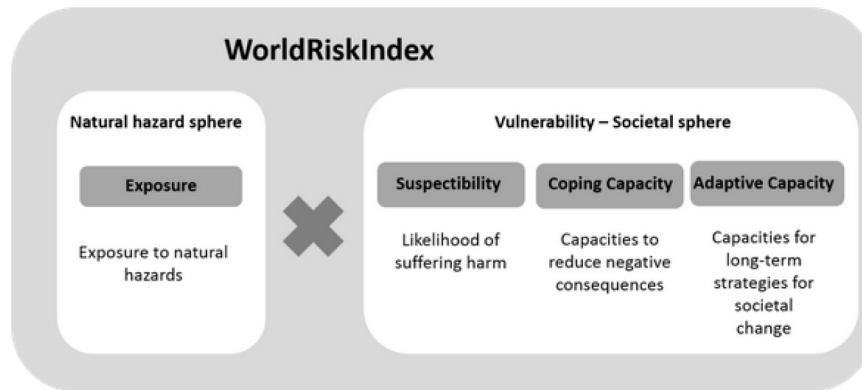 WorldRiskIndex
Natural hazard sphere
Exposure
Exposure to natural
hazards
Vulnerability – Societal sphere
Suspectibility
Likelihood of
suffering harm
Coping Capacity
Capacities to
reduce negative
consequences
Adaptive Capacity
Capacities for
long-term
strategies for
societal
change